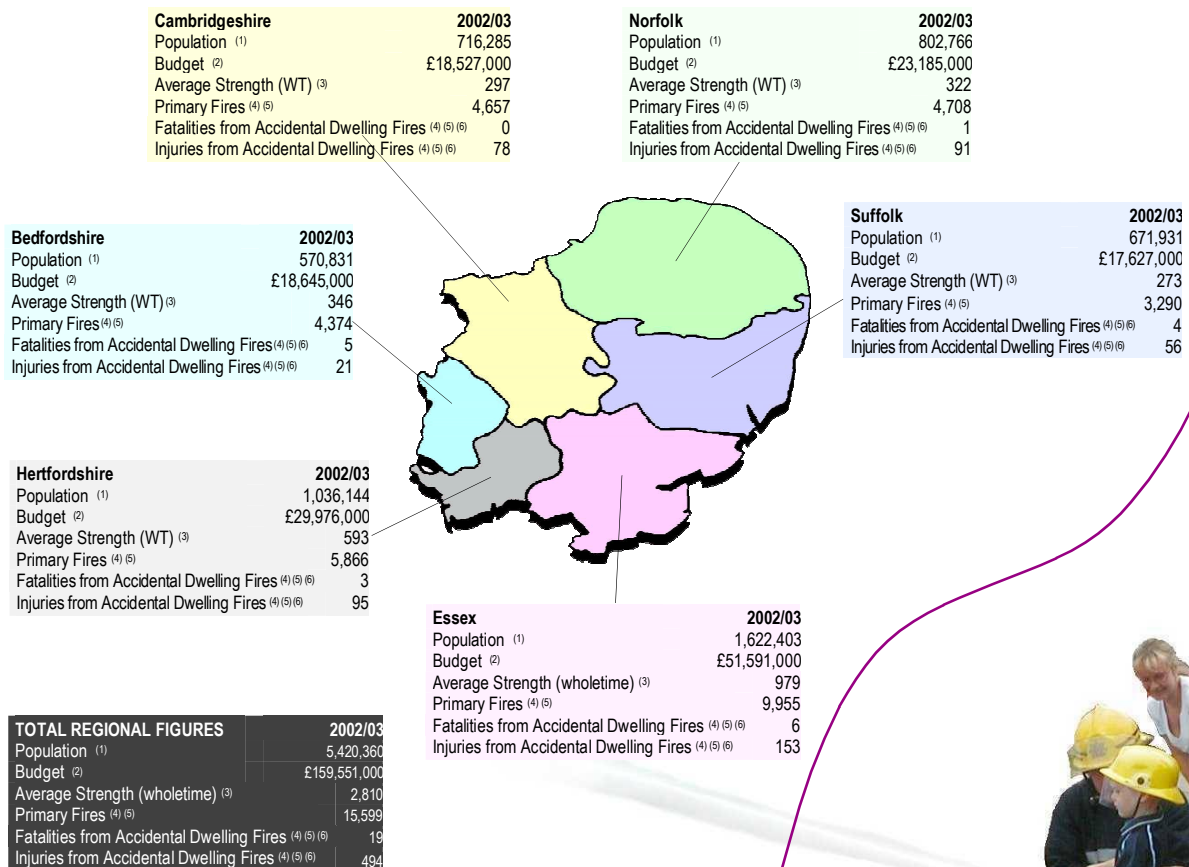 Cambridgeshire 2002/03
Population (1) 716,285
Budget (2) £18,527,000
Average Strength (WT) (3) 297
Primary Fires (4) (5) 4,657
Fatalities from Accidental Dwelling Fires (4) (5) (6) 0
Injuries from Accidental Dwelling Fires (4) (5) (6) 78
Norfolk 2002/03
Population (1) 802,766
Budget (2) £23,185,000
Average Strength (WT) (3) 322
Primary Fires (4) (5) 4,708
Fatalities from Accidental Dwelling Fires (4) (5) (6) 1
Injuries from Accidental Dwelling Fires (4) (5) (6) 91
Bedfordshire 2002/03
Population (1) 570,831
Budget (2) £18,645,000
Average Strength (WT) (3) 346
Primary Fires (4) (5) 4,374
Fatalities from Accidental Dwelling Fires (4) (5) (6) 5
Injuries from Accidental Dwelling Fires (4) (5) (6) 21
Suffolk 2002/03
Population (1) 671,931
Budget (2) £17,627,000
Average Strength (WT) (3) 273
Primary Fires (4) (5) 3,290
Fatalities from Accidental Dwelling Fires (4) (5) (6) 4
Injuries from Accidental Dwelling Fires (4) (5) (6) 56
Hertfordshire 2002/03
Population (1) 1,036,144
Budget (2) £29,976,000
Average Strength (WT) (3) 593
Primary Fires (4) (5) 5,866
Fatalities from Accidental Dwelling Fires (4) (5) (6) 3
Injuries from Accidental Dwelling Fires (4) (5) (6) 95
Essex 2002/03
Population (1) 1,622,403
Budget (2) £51,591,000
Average Strength (wholetime) (3) 979
Primary Fires (4) (5) 9,955
Fatalities from Accidental Dwelling Fires (4) (5) (6) 6
Injuries from Accidental Dwelling Fires (4) (5) (6) 153
TOTAL REGIONAL FIGURES 2002/03
Population (1) 5,420,360
Budget (2) £159,551,000
Average Strength (wholetime) (3) 2,810
Primary Fires (4) (5) 15,599
Fatalities from Accidental Dwelling Fires (4) (5) (6) 19
Injuries from Accidental Dwelling Fires (4) (5) (6) 494